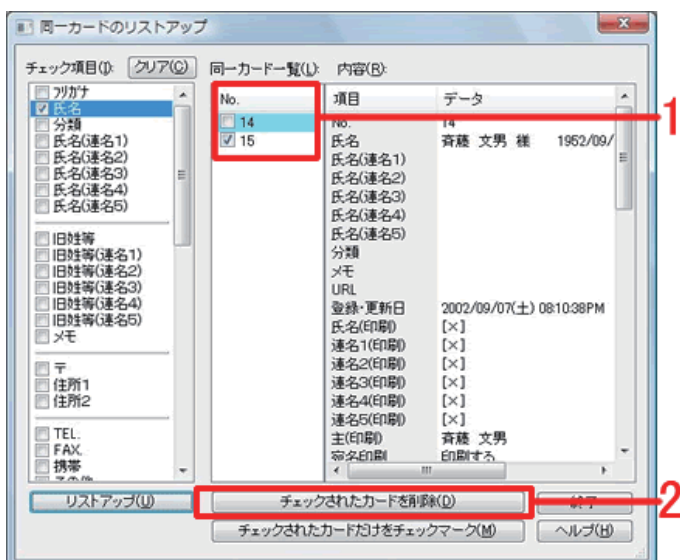 同一カードのリストアップ
チェック項目(I): クリア(C) 同一カード一覧(L): 内容(R):
フリガナ
氏名
分類
氏名(連名1)
氏名(連名2)
氏名(連名3)
氏名(連名4)
氏名(連名5)
旧姓等
旧姓等(連名1)
旧姓等(連名2)
旧姓等(連名3)
旧姓等(連名4)
旧姓等(連名5)
メモ
〒
住所1
住所2
TEL.
FAX.
携帯
No.
14
15
1
項目 データ
No. 14
氏名 斉藤 文男 様 1952/09/
氏名(連名1)
氏名(連名2)
氏名(連名3)
氏名(連名4)
氏名(連名5)
分類
メモ
URL
登録・更新日 2002/09/07(土) 08:10:38PM
氏名(印刷) [×]
連名1(印刷) [×]
連名2(印刷) [×]
連名3(印刷) [×]
連名4(印刷) [×]
連名5(印刷) [×]
主(印刷) 斉藤 文男
宛名印刷 印刷する
リストアップ(U) チェックされたカードを削除(D) 終了
2
チェックされたカードだけをチェックマーク(M) ヘルプ(H)